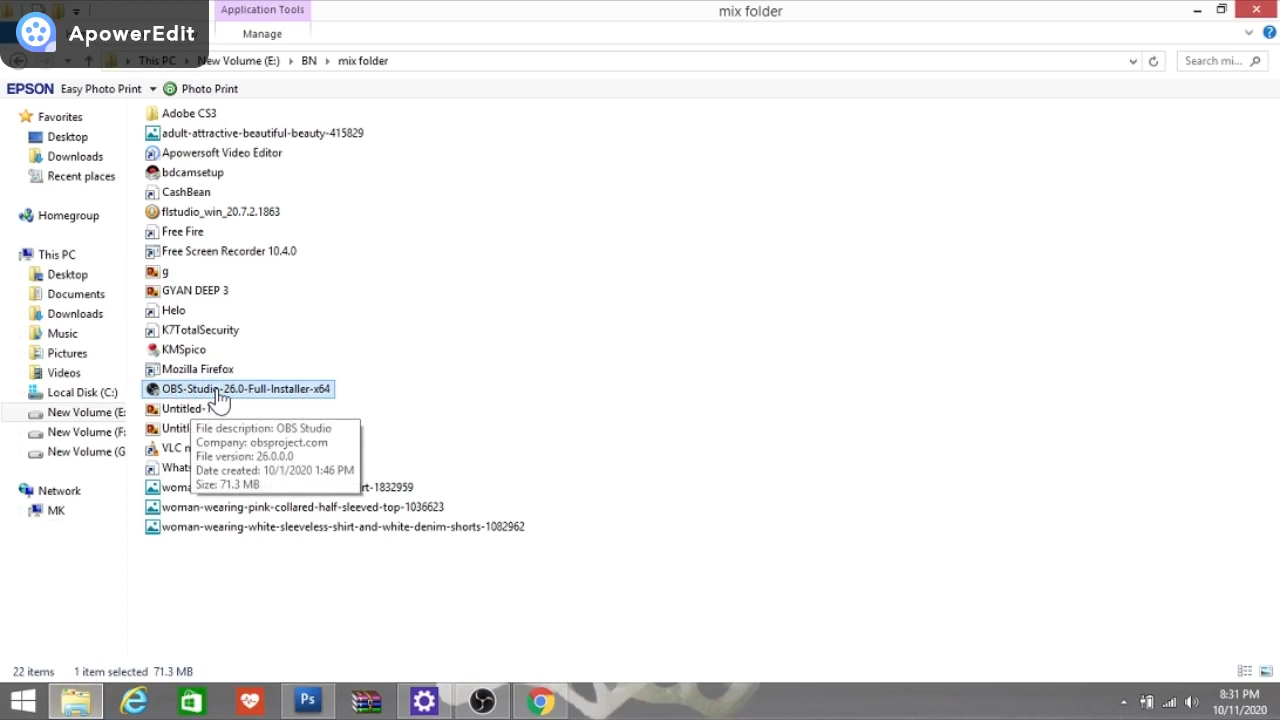 Application Tools
mix folder
ApowerEdit
Manage
This PC
New Volume (E:)
BN
mix folder
Search mi...
EPSON
Easy Photo Print
Photo Print
Favorites
Desktop
Downloads
Recent places
Homegroup
This PC
Desktop
Documents
Downloads
Music
Pictures
Videos
Local Disk (C:)
New Volume (E:
New Volume (F:
New Volume (G
Network
MK
Adobe CS3
adult-attractive-beautiful-beauty-415829
Apowersoft Video Editor
bdcamsetup
CashBean
flstudio_win_20.7.2.1863
Free Fire
Free Screen Recorder 10.4.0
g
GYAN DEEP 3
Helo
K7TotalSecurity
KMSpico
Mozilla Firefox
OBS-Studio-26.0-Full-Installer-x64
Untitled-1
Untitl
File description: OBS Studio
Company: obsproject.com
VLC m
File version: 26.0.0.0
Whats
Date created: 10/1/2020 1:46 PM
Size: 71.3 MB
woma
rt-1832959
woman-wearing-pink-collared-half-sleeved-top-1036623
woman-wearing-white-sleeveless-shirt-and-white-denim-shorts-1082962
22 items
1 item selected 71.3 MB
Ps
8:31 PM
10/11/2020